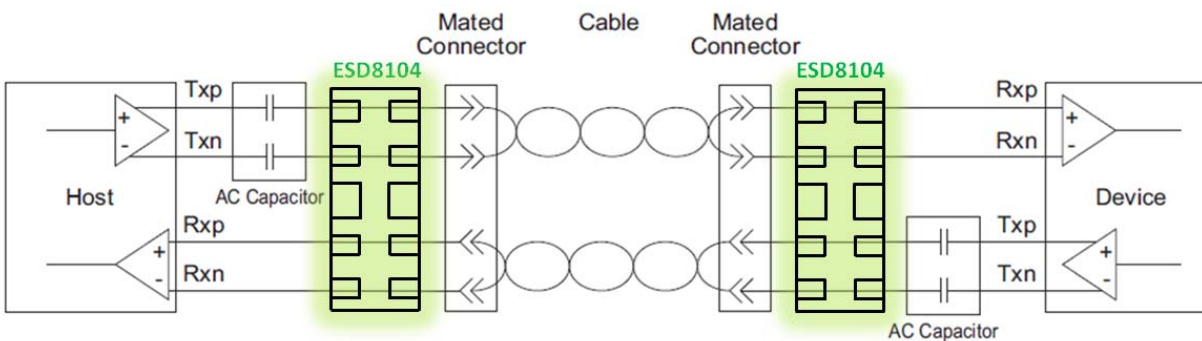 Mated
Connector
Cable
Mated
Connector
ESD8104
ESD8104
Txp
Rxp
+
-
+
-
Txn
Rxn
Host
AC Capacitor
Device
Rxp
Txp
+
-
+
-
Rxn
Txn
AC Capacitor